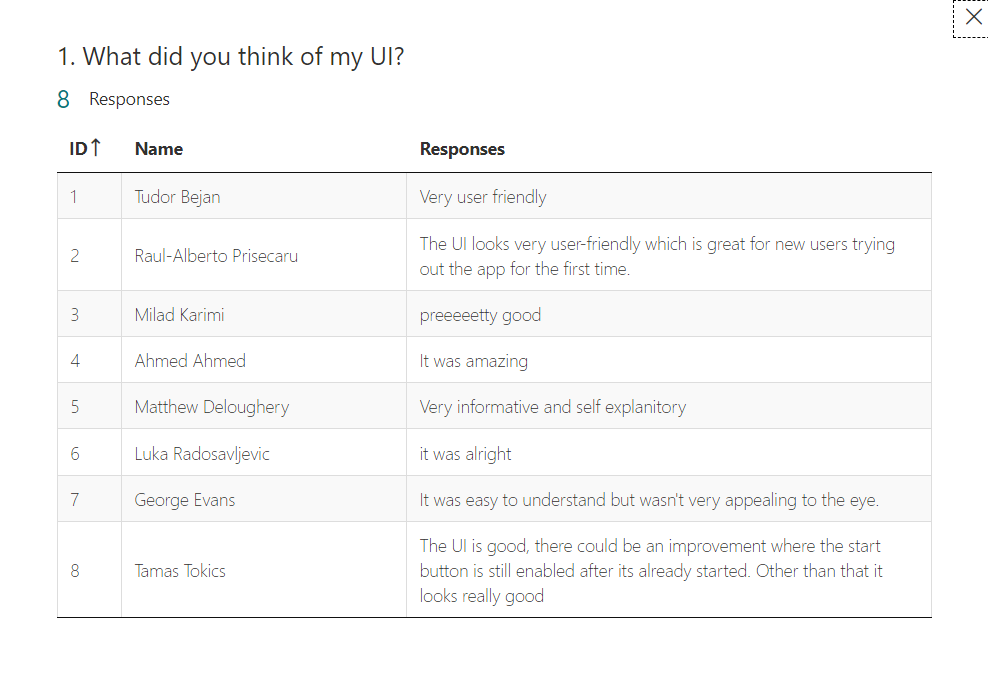 1. What did you think of my UI?
8 Responses
ID↑ Name Responses
1 Tudor Bejan Very user friendly
2 Raul-Alberto Prisecaru The UI looks very user-friendly which is great for new users trying
out the app for the first time.
3 Milad Karimi preeeeetty good
4 Ahmed Ahmed It was amazing
5 Matthew Deloughery Very informative and self explanitory
6 Luka Radosavljevic it was alright
7 George Evans It was easy to understand but wasn't very appealing to the eye.
8 Tamas Tokics The UI is good, there could be an improvement where the start
button is still enabled after its already started. Other than that it
looks really good